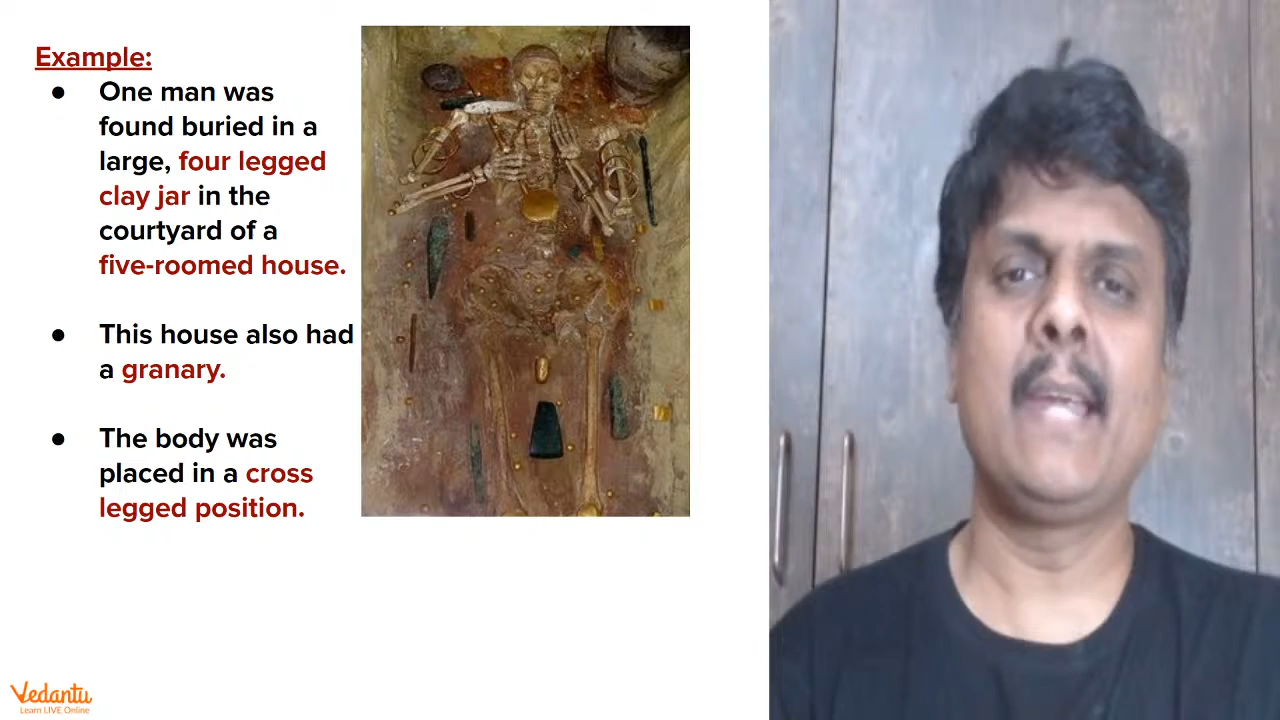 Example:
● One man was
found buried in a
large, four legged
clay jar in the
courtyard of a
five-roomed house.
● This house also had
a granary.
● The body was
placed in a cross
legged position.
Vedantu
Learn LIVE Online